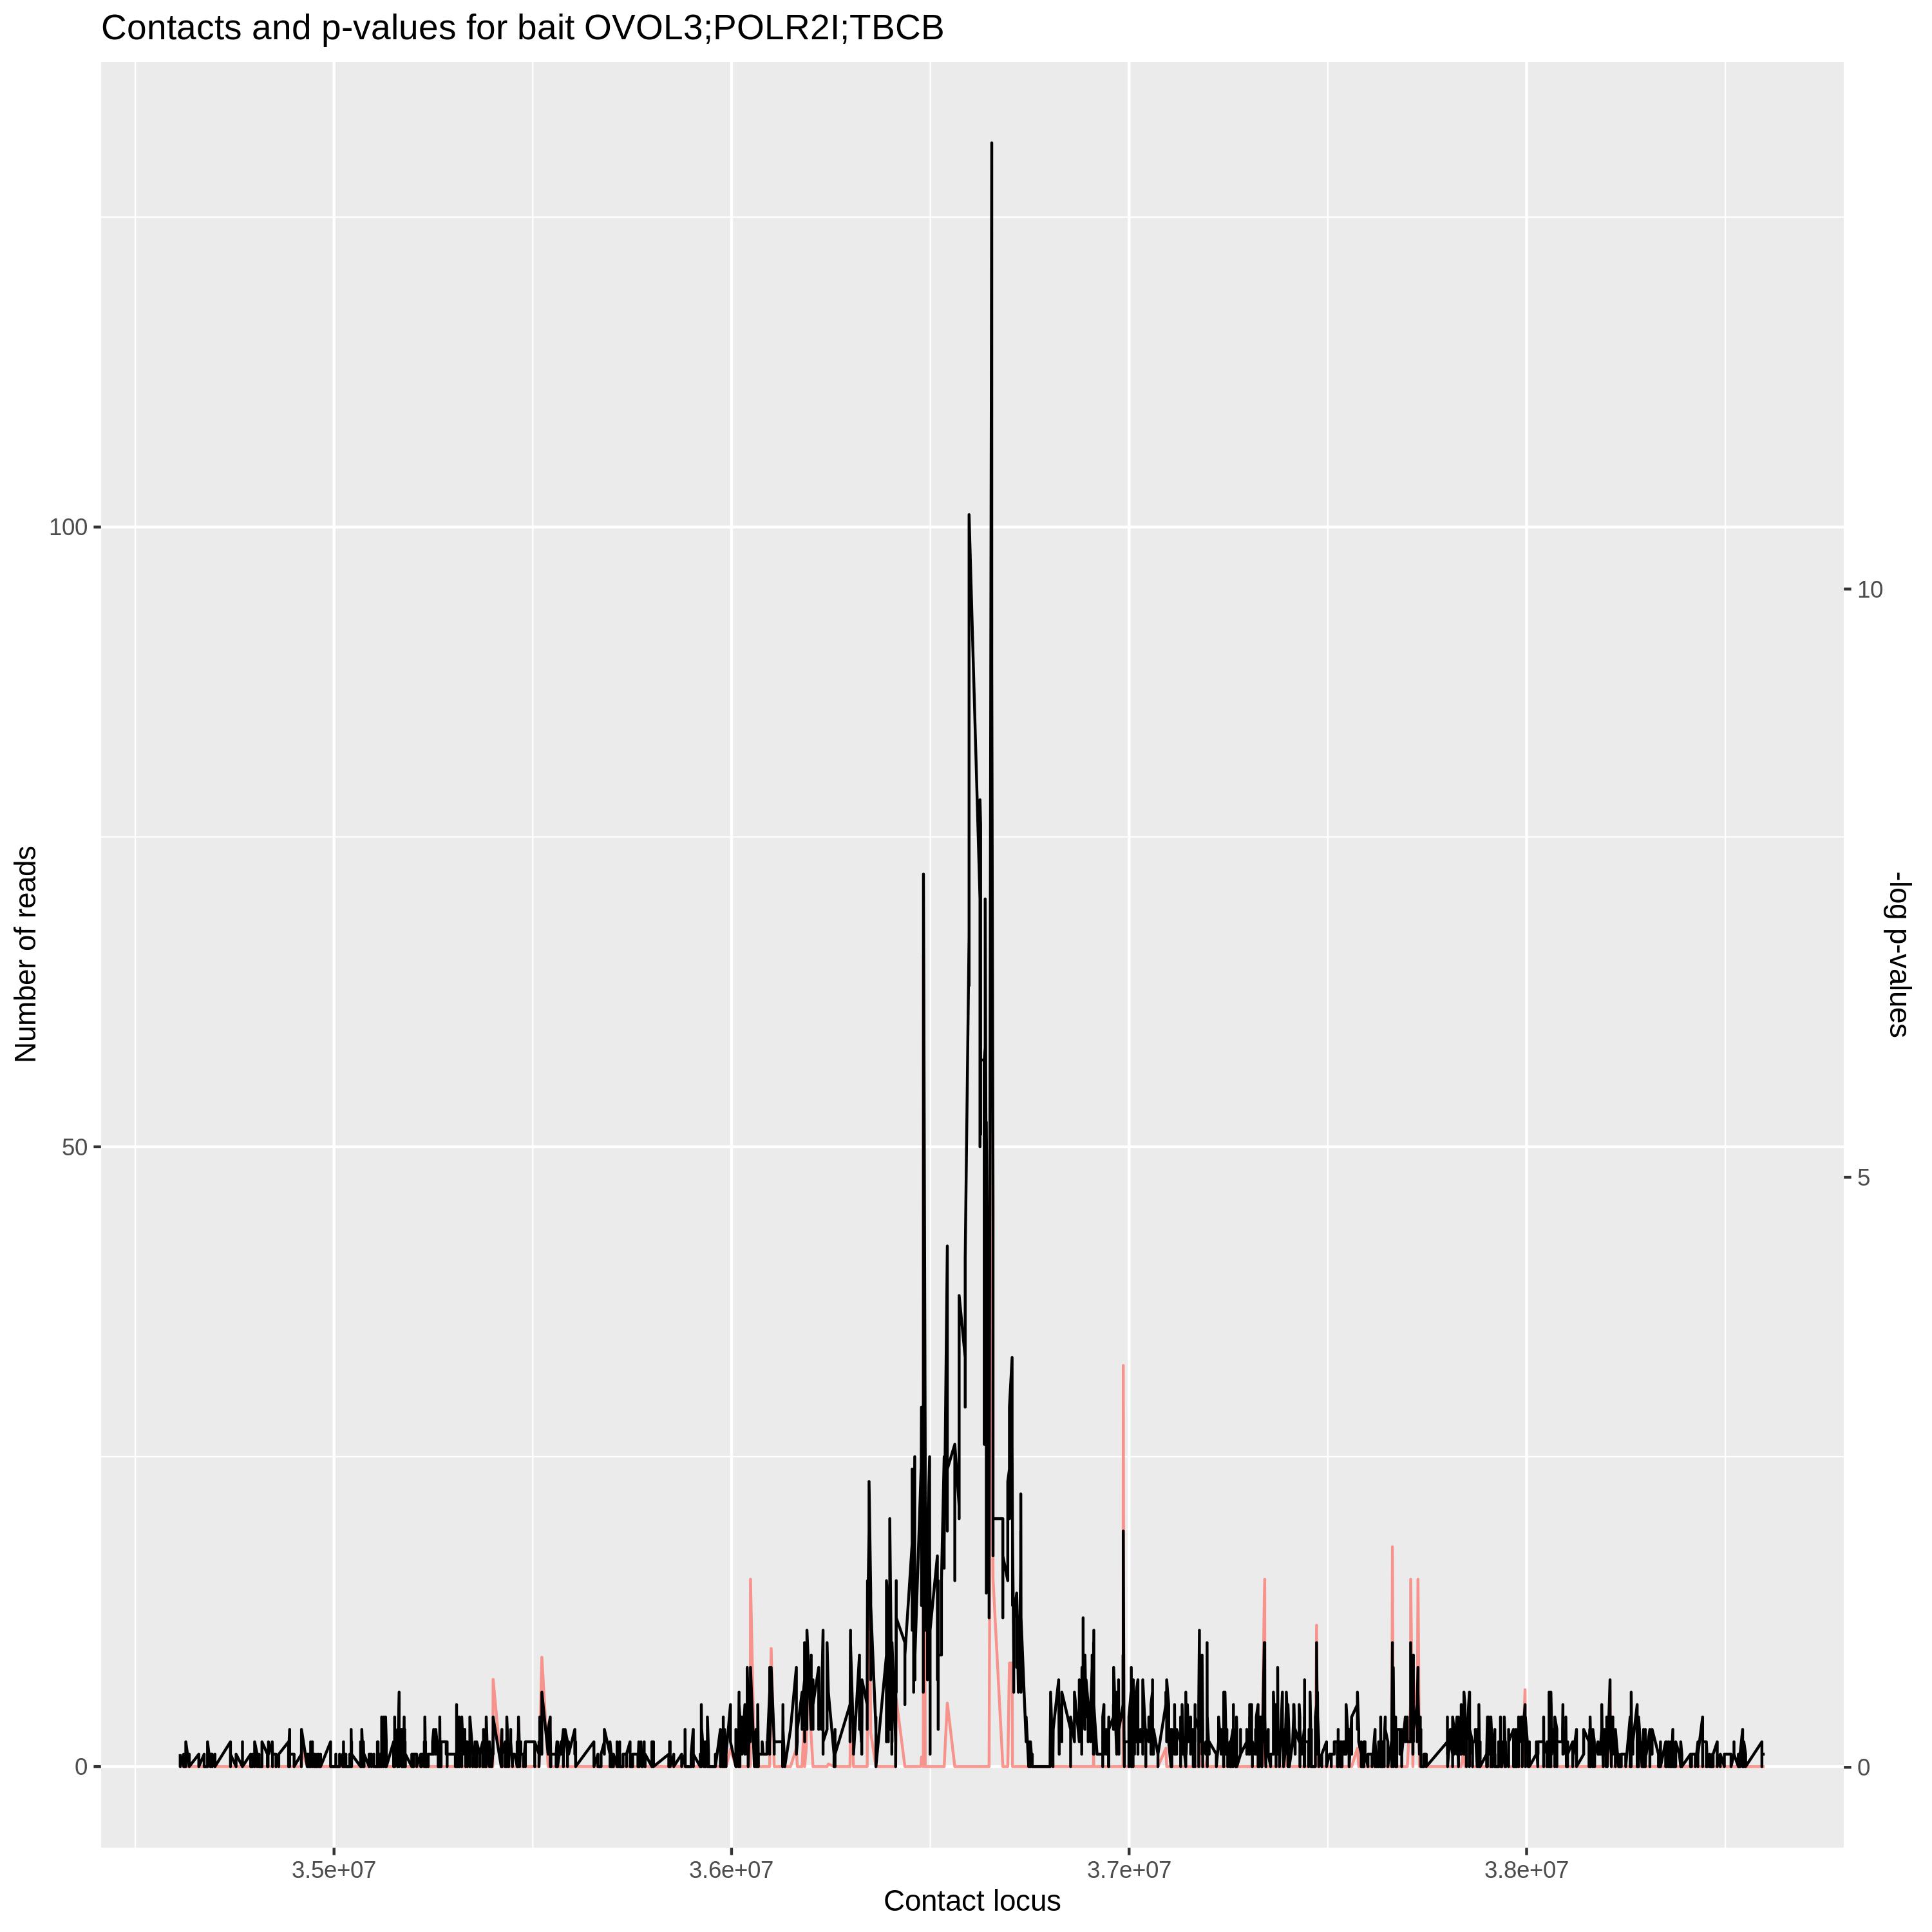 Contacts and p-values for bait OVOL3;POLR2I;TBCB
100
50
0
Number of reads
10
5
0
-log p-values
3.5e+07
3.6e+07
3.7e+07
3.8e+07
Contact locus